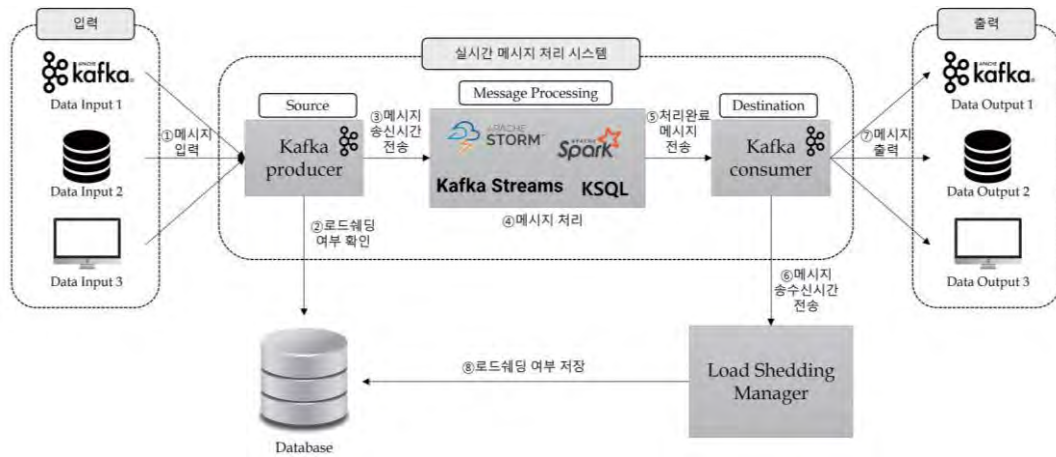 입력
APACHE
kafka®
Data Input 1
Data Input 2
Data Input 3
①메시지
입력
실시간 메시지 처리 시스템
Source
Kafka
producer
③메시지
송신시간
전송
Message Processing
APACHE
STORM™
APACHE
Spark
Kafka Streams
KSQL
④메시지 처리
⑤처리완료
메시지
전송
Destination
Kafka
consumer
⑦메시지
출력
출력
APACHE
kafka®
Data Output 1
Data Output 2
Data Output 3
②로드쉐딩
여부 확인
⑥메시지
송수신시간
전송
Database
⑧로드쉐딩 여부 저장
Load Shedding
Manager